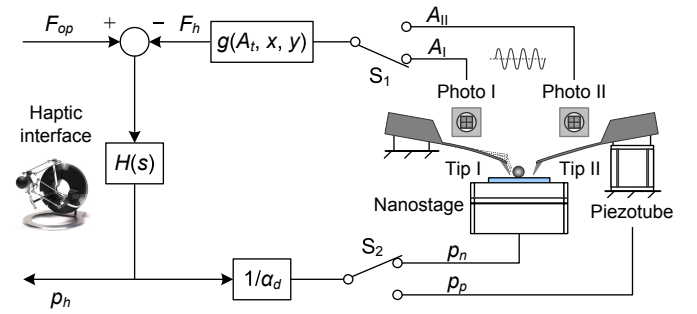 F_op + − F_h g(A_t, x, y) S_1 A_II
A_I
Photo I Photo II
Haptic
interface
H(s)
Tip I Tip II
Nanostage
Piezotube
S_2
p_h 1/α_d p_n
p_p